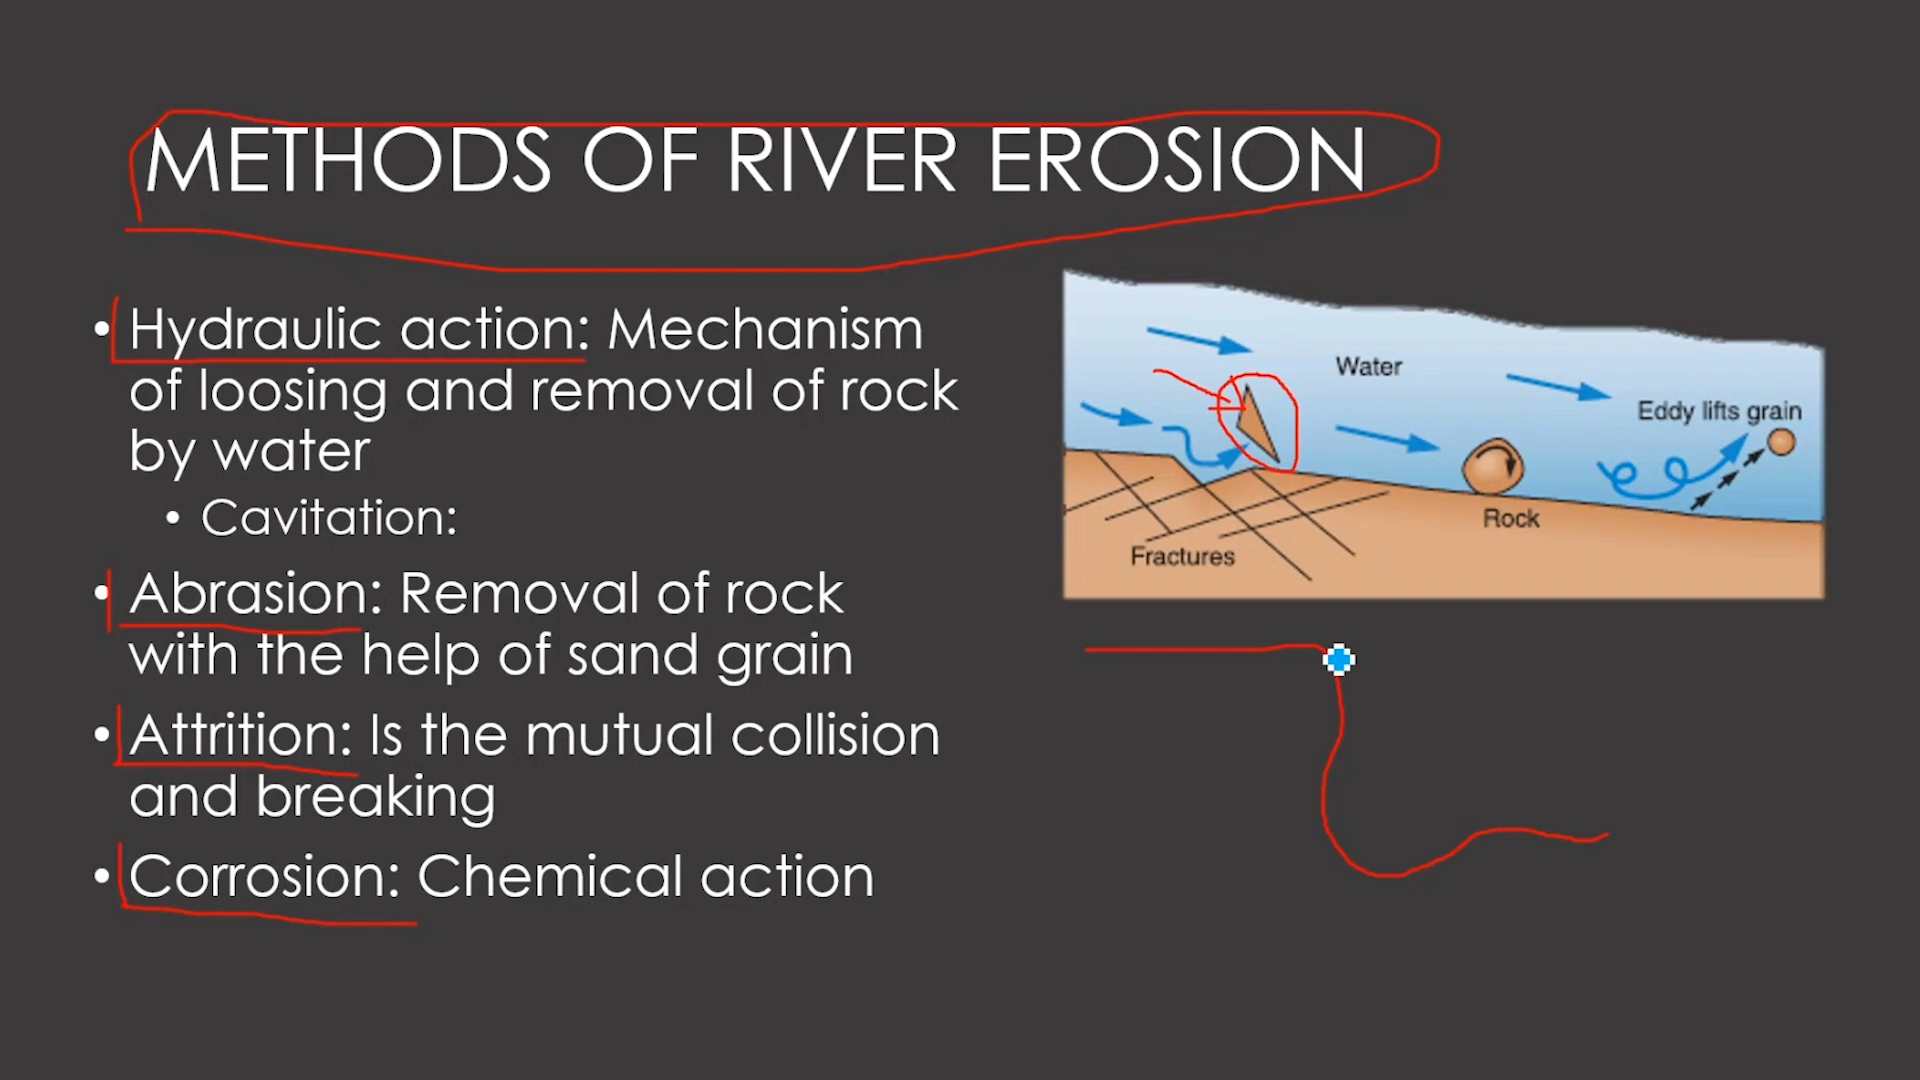 METHODS OF RIVER EROSION
• Hydraulic action: Mechanism
of loosing and removal of rock
by water
• Cavitation:
• Abrasion: Removal of rock
with the help of sand grain
• Attrition: Is the mutual collision
and breaking
• Corrosion: Chemical action
Water
Eddy lifts grain
Rock
Fractures